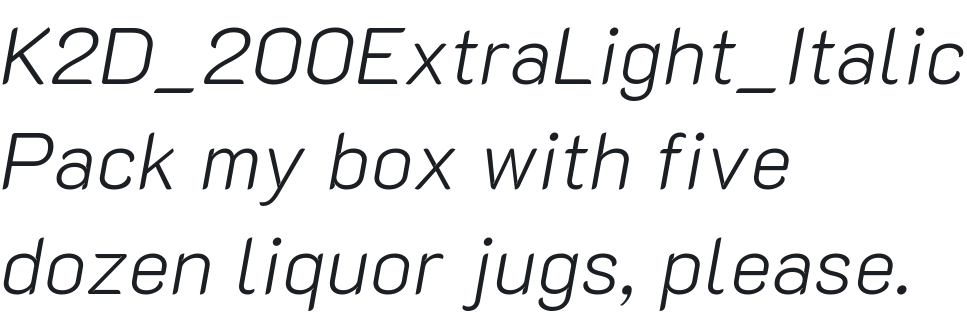 K2D_200ExtraLight_Italic
Pack my box with five
dozen liquor jugs, please.